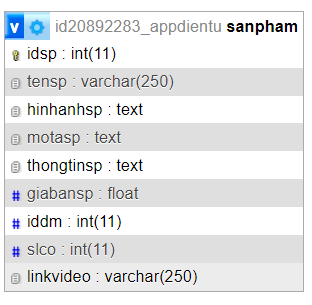 v id20892283_appdientu sanpham
idsp : int(11)
tensp : varchar(250)
hinhanhsp : text
motasp : text
thongtinsp : text
# giabansp : float
# iddm : int(11)
# slco : int(11)
linkvideo : varchar(250)